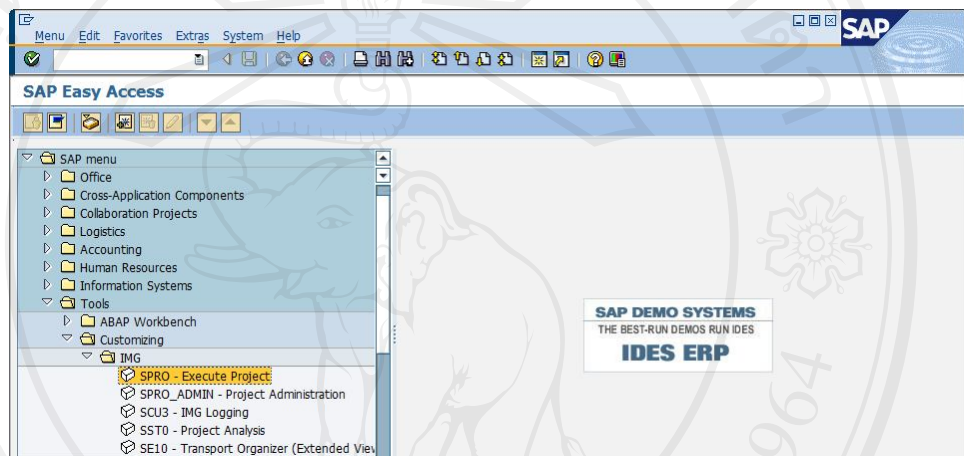 Menu Edit Favorites Extras System Help
SAP
SAP Easy Access
SAP menu
Office
Cross-Application Components
Collaboration Projects
Logistics
Accounting
Human Resources
Information Systems
Tools
ABAP Workbench
Customizing
IMG
SPRO - Execute Project
SPRO_ADMIN - Project Administration
SCU3 - IMG Logging
SST0 - Project Analysis
SE10 - Transport Organizer (Extended View
SAP DEMO SYSTEMS
THE BEST-RUN DEMOS RUN IDES
IDES ERP